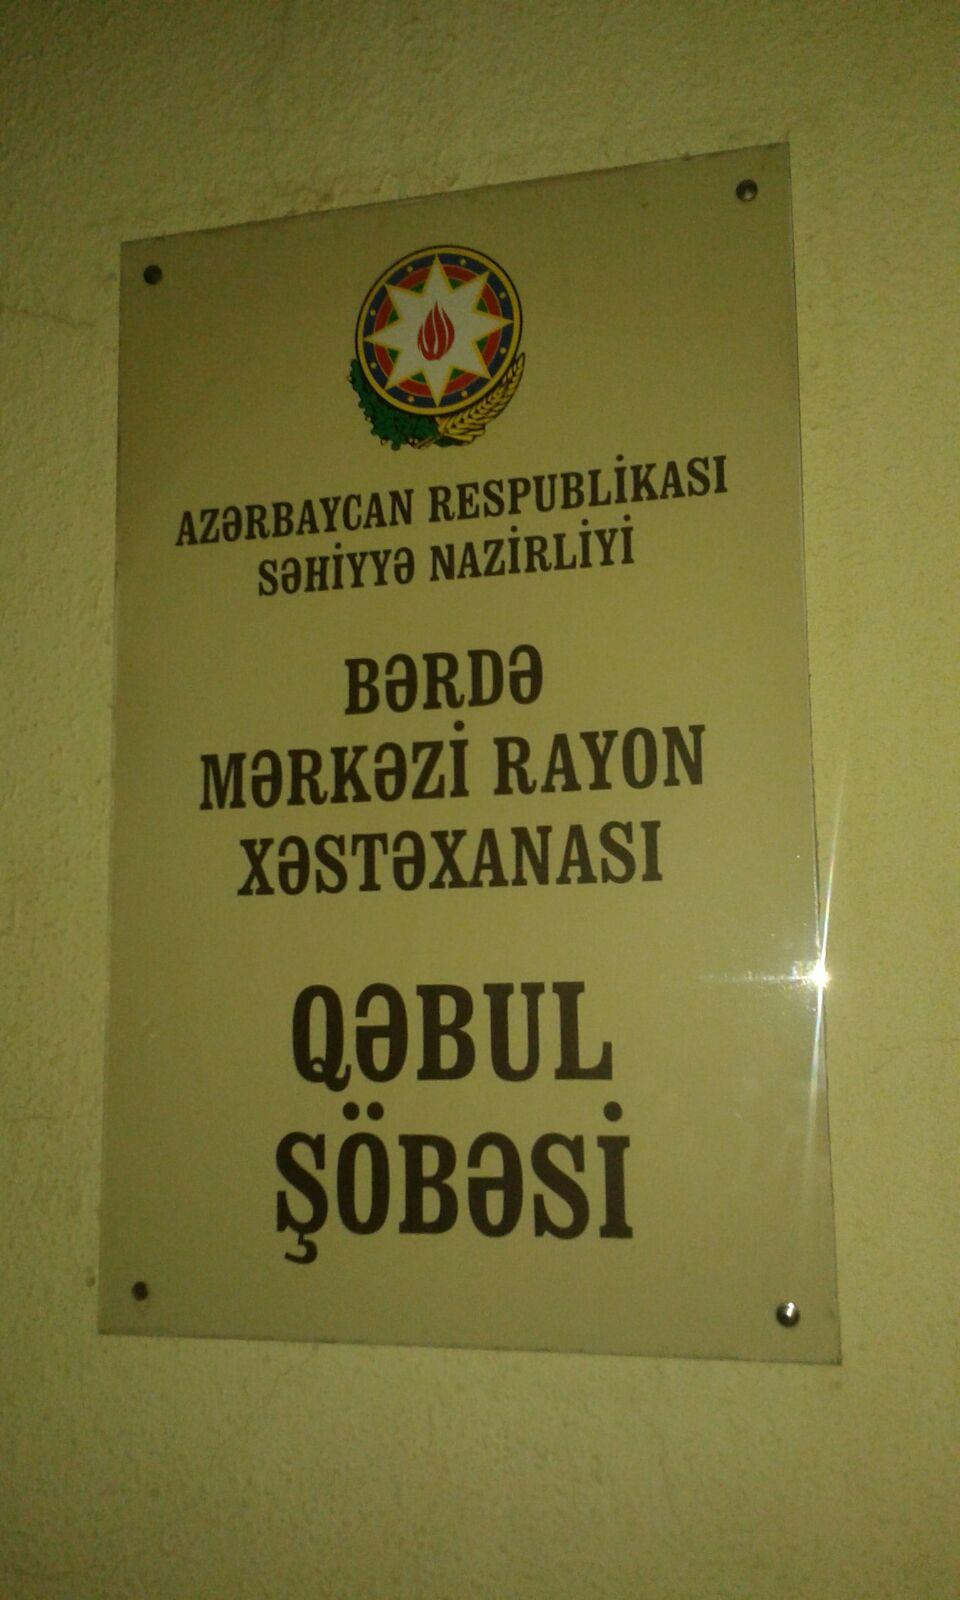 AZƏRBAYCAN RESPUBLİKASI
SƏHİYYƏ NAZİRLİYİ
BƏRDƏ
MƏRKƏZİ RAYON
XƏSTƏXANASI
QƏBUL
ŞÖBƏSİ